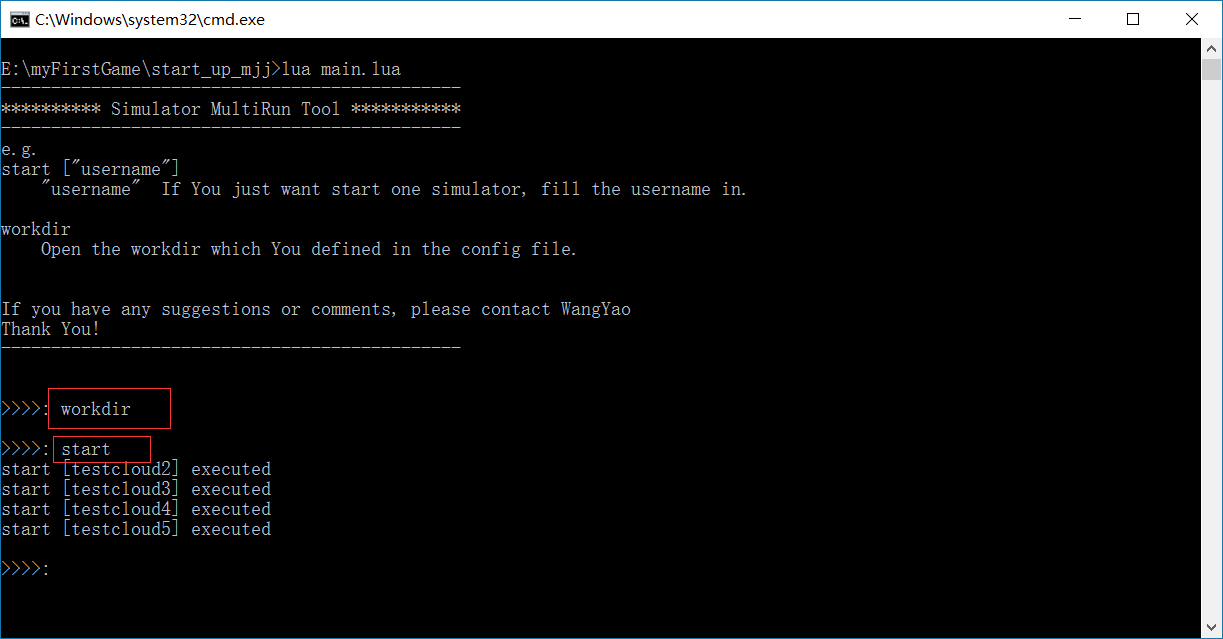 C:\Windows\system32\cmd.exe
E:\myFirstGame\start_up_mjj>lua main.lua
----------------------------------------------
********** Simulator MultiRun Tool ***********
----------------------------------------------
e.g.
start ["username"]
"username"  If You just want start one simulator, fill the username in.
workdir
Open the workdir which You defined in the config file.
If you have any suggestions or comments, please contact WangYao
Thank You!
----------------------------------------------
>>>>: workdir
>>>>: start
start [testcloud2] executed
start [testcloud3] executed
start [testcloud4] executed
start [testcloud5] executed
>>>>: